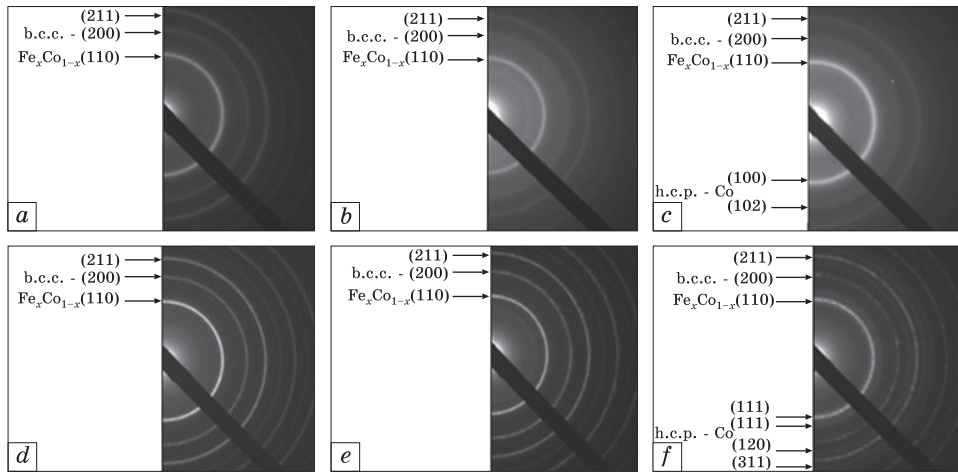 (211)
b.c.c. - (200)
FeₓCo₁₋ₓ(110)
a
(211)
b.c.c. - (200)
FeₓCo₁₋ₓ(110)
b
(211)
b.c.c. - (200)
FeₓCo₁₋ₓ(110)
(100)
h.c.p. - Co
(102)
c
(211)
b.c.c. - (200)
FeₓCo₁₋ₓ(110)
d
(211)
b.c.c. - (200)
FeₓCo₁₋ₓ(110)
e
(211)
b.c.c. - (200)
FeₓCo₁₋ₓ(110)
(111)
(111)
h.c.p. - Co
(120)
(311)
f